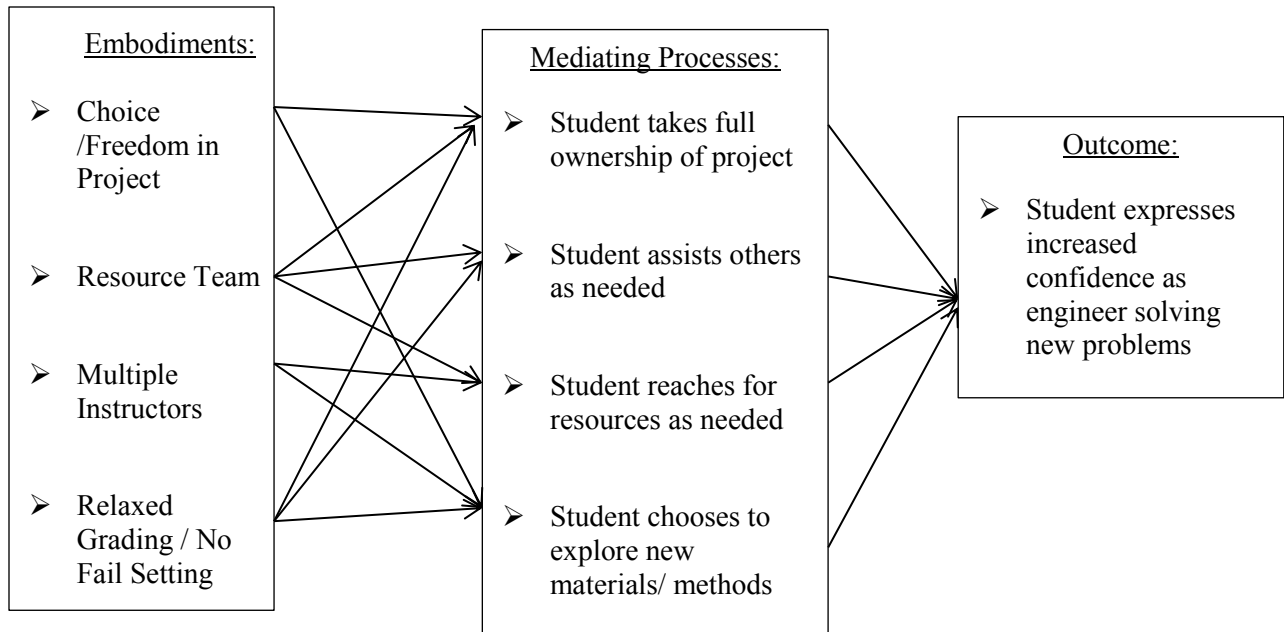 Embodiments:
➢ Choice
/Freedom in
Project
➢ Resource Team
➢ Multiple
Instructors
➢ Relaxed
Grading / No
Fail Setting
Mediating Processes:
➢ Student takes full
ownership of project
➢ Student assists others
as needed
➢ Student reaches for
resources as needed
➢ Student chooses to
explore new
materials/ methods
Outcome:
➢ Student expresses
increased
confidence as
engineer solving
new problems